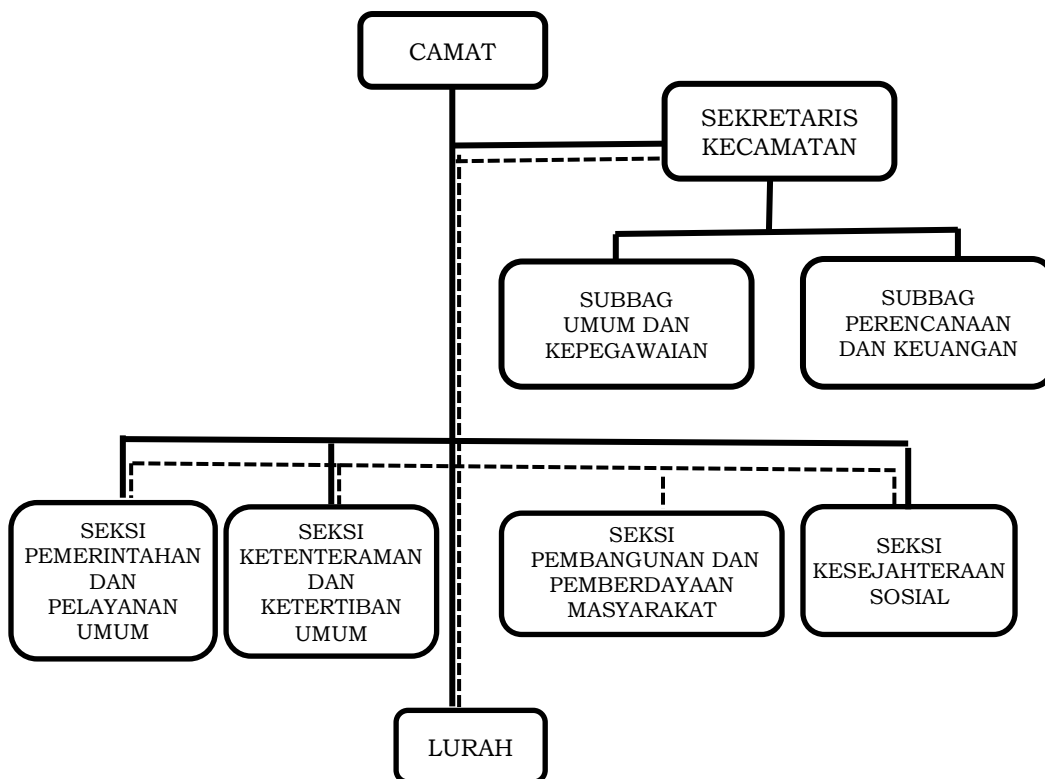 CAMAT
SEKRETARIS
KECAMATAN
SUBBAG
UMUM DAN
KEPEGAWAIAN
SUBBAG
PERENCANAAN
DAN KEUANGAN
SEKSI
PEMERINTAHAN
DAN
PELAYANAN
UMUM
SEKSI
KETENTERAMAN
DAN
KETERTIBAN
UMUM
SEKSI
PEMBANGUNAN DAN
PEMBERDAYAAN
MASYARAKAT
SEKSI
KESEJAHTERAAN
SOSIAL
LURAH